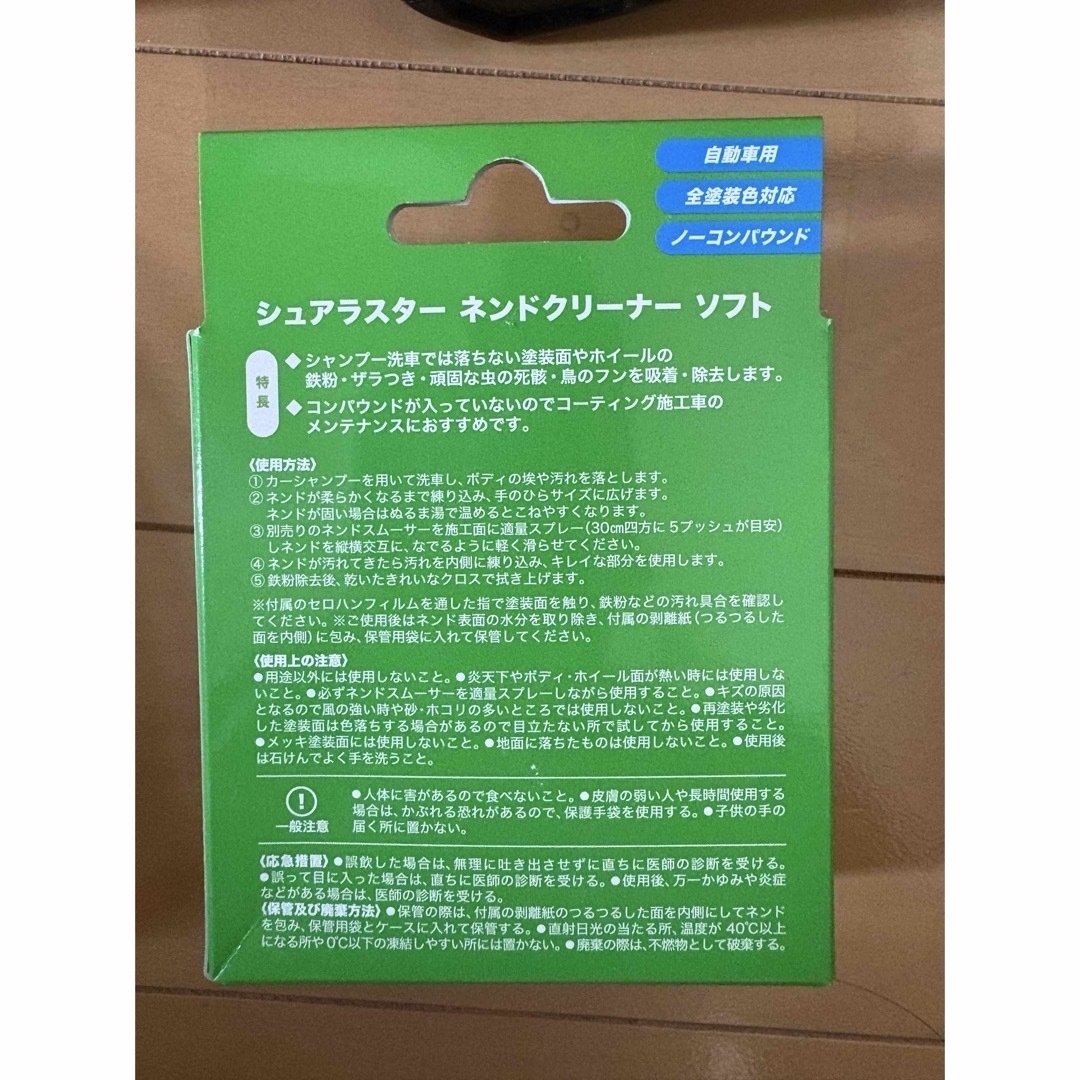 自動車用
全塗装色対応
ノーコンパウンド
シュアラスター ネンドクリーナー ソフト
特長
◆ シャンプー洗車では落ちない塗装面やホイールの
鉄粉・ザラつき・頑固な虫の死骸・鳥のフンを吸着・除去します。
◆ コンパウンドが入っていないのでコーティング施工車の
メンテナンスにおすすめです。
〈使用方法〉
① カーシャンプーを用いて洗車し、ボディの埃や汚れを落とします。
② ネンドが柔らかくなるまで練り込み、手のひらサイズに広げます。
ネンドが固い場合はぬるま湯で温めるとこねやすくなります。
③ 別売りのネンドスムーサーを施工面に適量スプレー（30㎝四方に５プッシュが目安）
しネンドを縦横交互に、なでるように軽く滑らせてください。
④ ネンドが汚れてきたら汚れを内側に練り込み、キレイな部分を使用します。
⑤ 鉄粉除去後、乾いたきれいなクロスで拭き上げます。
※付属のセロハンフィルムを通した指で塗装面を触り、鉄粉などの汚れ具合を確認し
てください。※ご使用後はネンド表面の水分を取り除き、付属の剥離紙（つるつるした
面を内側）に包み、保管用袋に入れて保管してください。
〈使用上の注意〉
●用途以外には使用しないこと。●炎天下やボディ・ホイール面が熱い時には使用しな
いこと。●必ずネンドスムーサーを適量スプレーしながら使用すること。●キズの原因
となるので風の強い時や砂・ホコリの多いところでは使用しないこと。●再塗装や劣化
した塗装面は色落ちする場合があるので目立たない所で試してから使用すること。
●メッキ塗装面には使用しないこと。●地面に落ちたものは使用しないこと。●使用後
は石けんでよく手を洗うこと。
一般注意
●人体に害があるので食べないこと。●皮膚の弱い人や長時間使用する
場合は、かぶれる恐れがあるので、保護手袋を使用する。●子供の手の
届く所に置かない。
〈応急措置〉●誤飲した場合は、無理に吐き出させずに直ちに医師の診断を受ける。
●誤って目に入った場合は、直ちに医師の診断を受ける。●使用後、万一かゆみや炎症
などがある場合は、医師の診断を受ける。
〈保管及び廃棄方法〉●保管の際は、付属の剥離紙のつるつるした面を内側にしてネンド
を包み、保管用袋とケースに入れて保管する。●直射日光の当たる所、温度が 40℃以上
になる所や0℃以下の凍結しやすい所には置かない。●廃棄の際は、不燃物として破棄する。